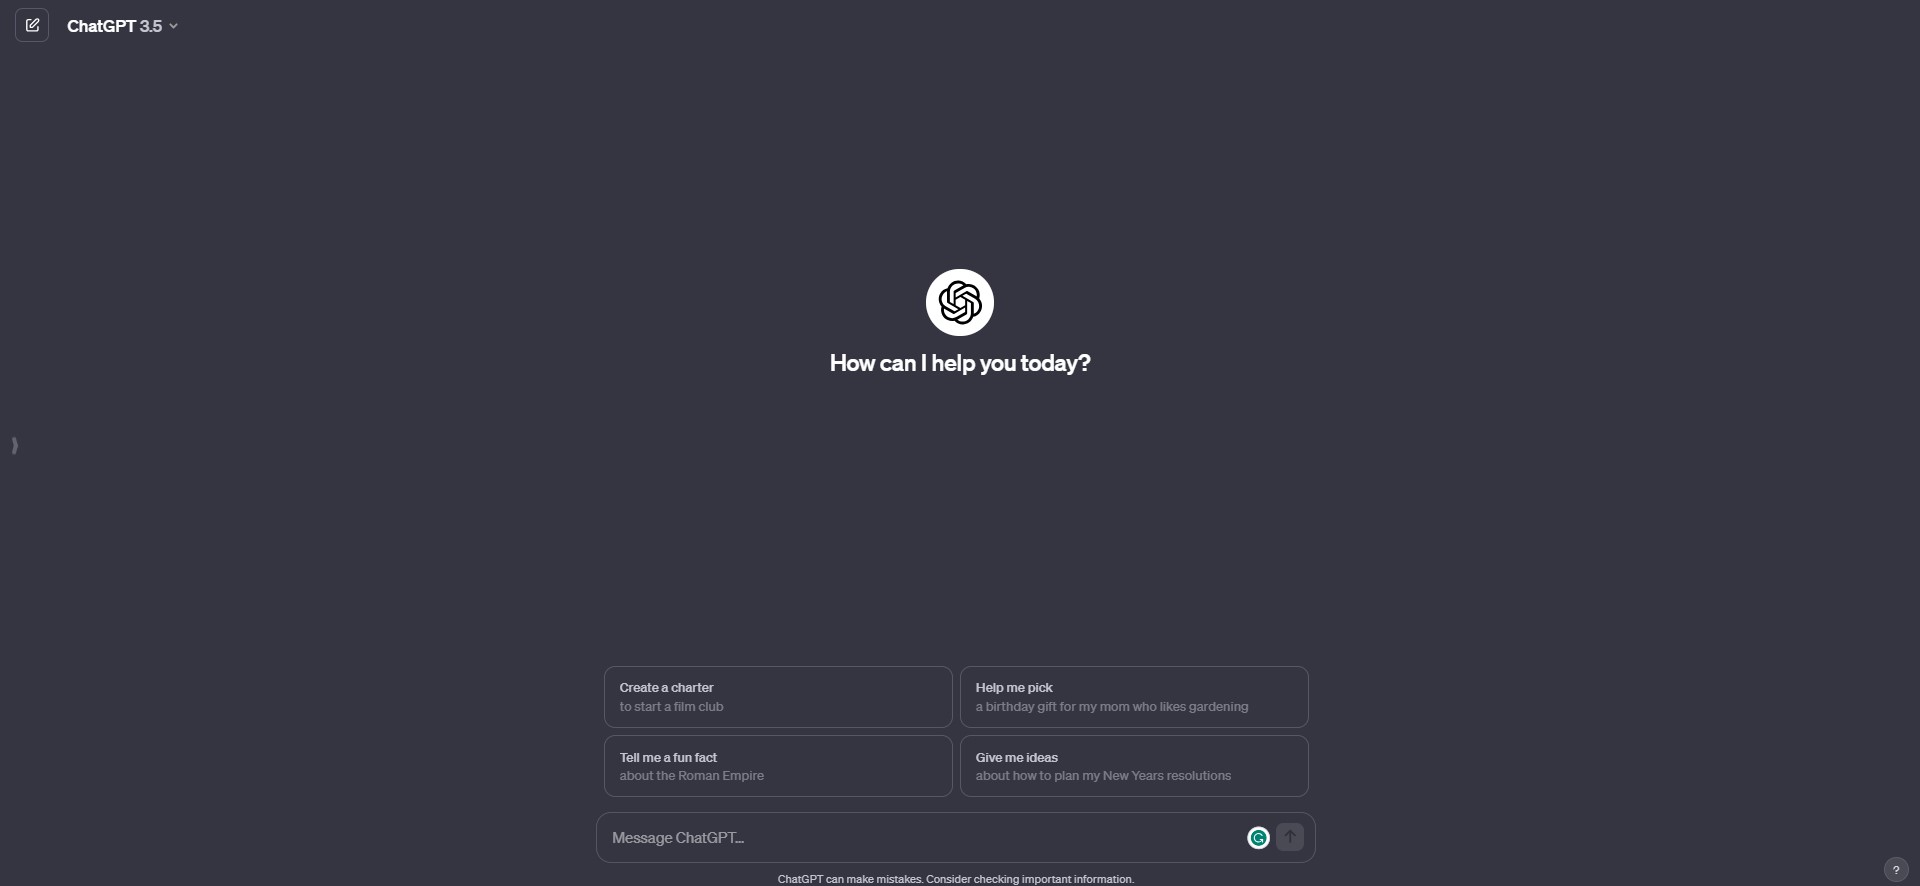 ChatGPT 3.5
How can I help you today?
Create a charter
to start a film club
Help me pick
a birthday gift for my mom who likes gardening
Tell me a fun fact
about the Roman Empire
Give me ideas
about how to plan my New Years resolutions
Message ChatGPT...
ChatGPT can make mistakes. Consider checking important information.
?